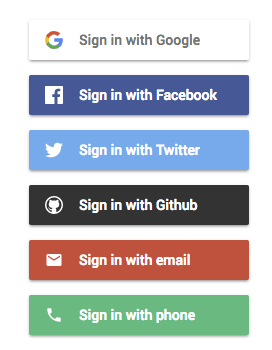 Sign in with Google
Sign in with Facebook
Sign in with Twitter
Sign in with Github
Sign in with email
Sign in with phone